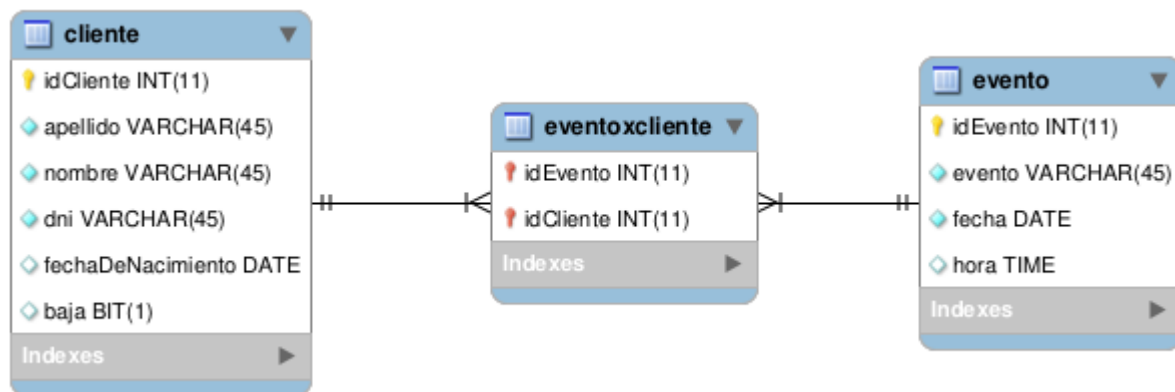 cliente
idCliente INT(11)
apellido VARCHAR(45)
nombre VARCHAR(45)
dni VARCHAR(45)
fechaDeNacimiento DATE
baja BIT(1)
Indexes
eventoxcliente
idEvento INT(11)
idCliente INT(11)
Indexes
evento
idEvento INT(11)
evento VARCHAR(45)
fecha DATE
hora TIME
Indexes